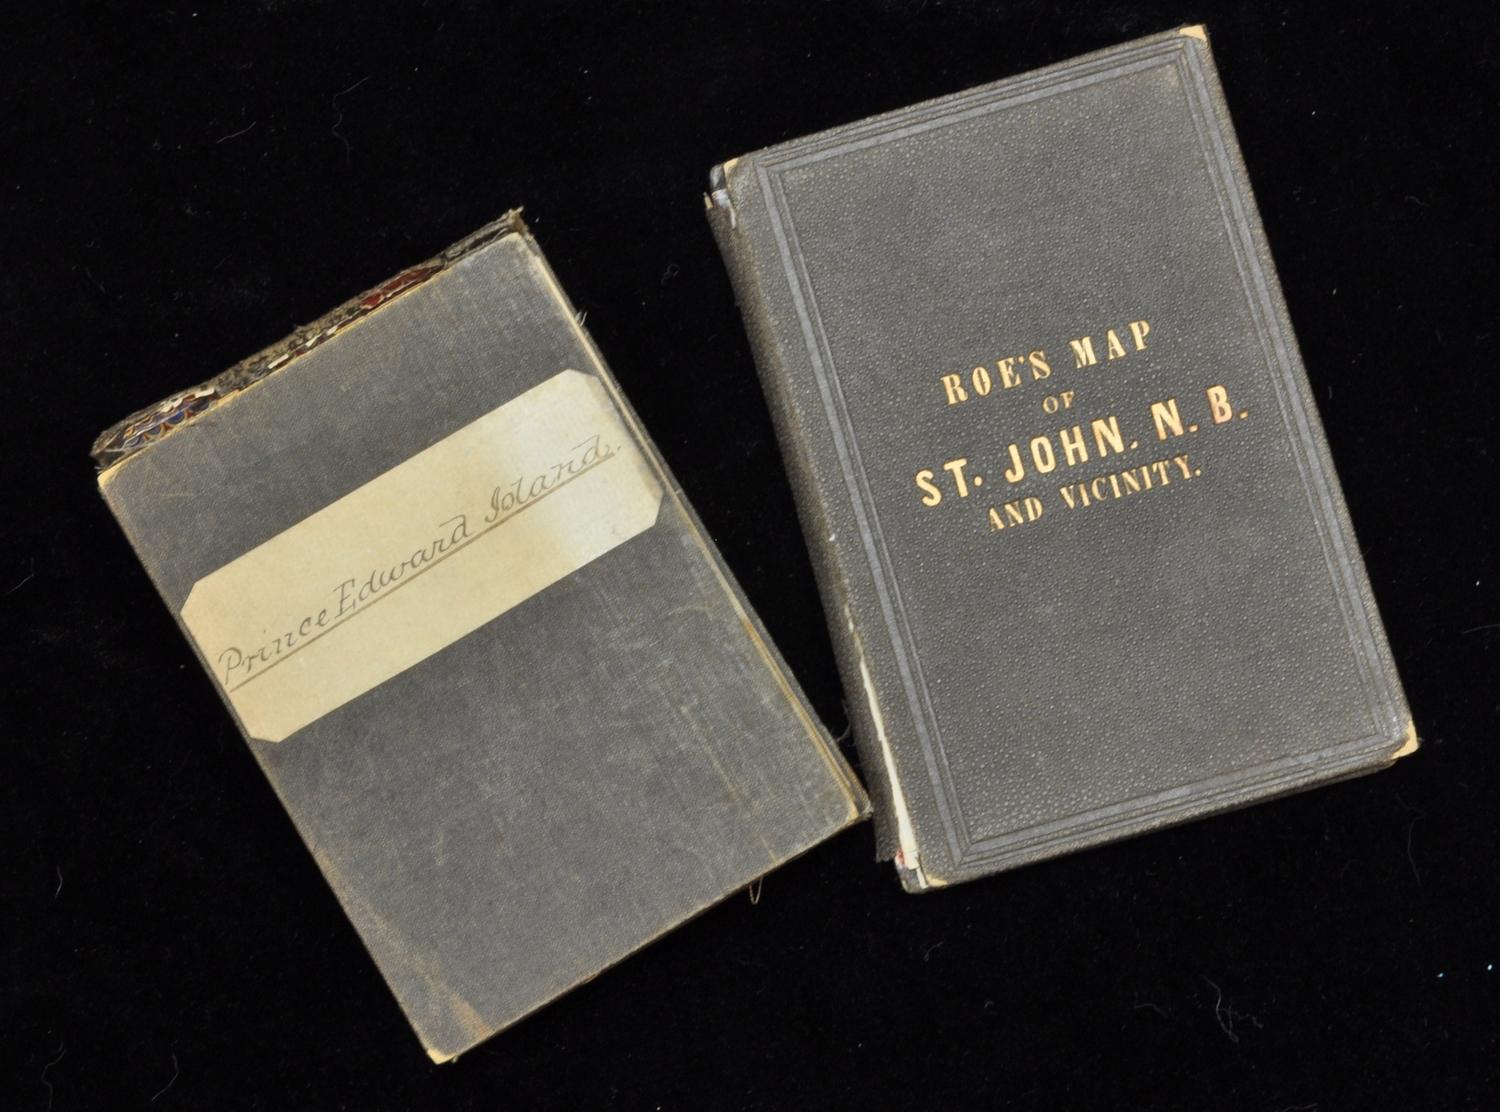 Prince Edward Island.
ROE'S MAP
OF
ST. JOHN. N. B.
AND VICINITY.